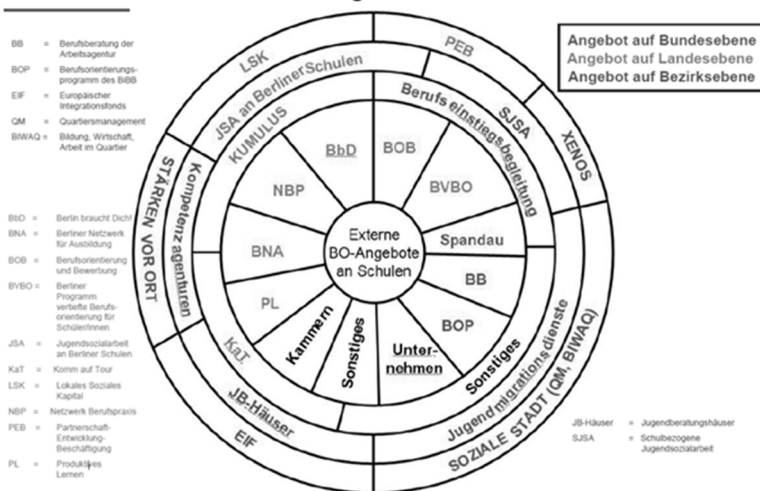 BB = Berufsberatung der
Arbeitsagentur
BOP = Berufsorientierungs-
programm des BiBB
EIF = Europäischer
Integrationsfonds
QM = Quartiersmanagement
BIWAQ = Bildung, Wirtschaft,
Arbeit im Quartier
BbD = Berlin braucht Dich!
BNA = Berliner Netzwerk
für Ausbildung
BOB = Berufsorientierung
und Bewerbung
BVBO = Berliner
Programm
vertiefte Berufs-
orientierung für
Schüler/innen
JSA = Jugendsozialarbeit
an Berliner Schulen
KaT = Komm auf Tour
LSK = Lokales Soziales
Kapital
NBP = Netzwerk Berufspraxis
PEB = Partnerschaft-
Entwicklung-
Beschäftigung
PL = Produktives
Lernen
Angebot auf Bundesebene
Angebot auf Landesebene
Angebot auf Bezirksebene
LSK
PEB
XENOS
SOZIALE STADT (QM, BIWAQ)
EIF
STÄRKEN VOR ORT
JSA an Berliner Schulen
SJSA
Jugendmigrationsdienste
JB-Häuser
Kompetenzagenturen
KUMULUS
Berufseinstiegsbegleitung
Sonstiges
KaT
BbD
BOB
BVBO
Spandau
BB
BOP
Unter-
nehmen
Sonstiges
Kammern
PL
BNA
NBP
Externe
BO-Angebote
an Schulen
JB-Häuser = Jugendberatungshäuser
SJSA = Schulbezogene
Jugendsozialarbeit